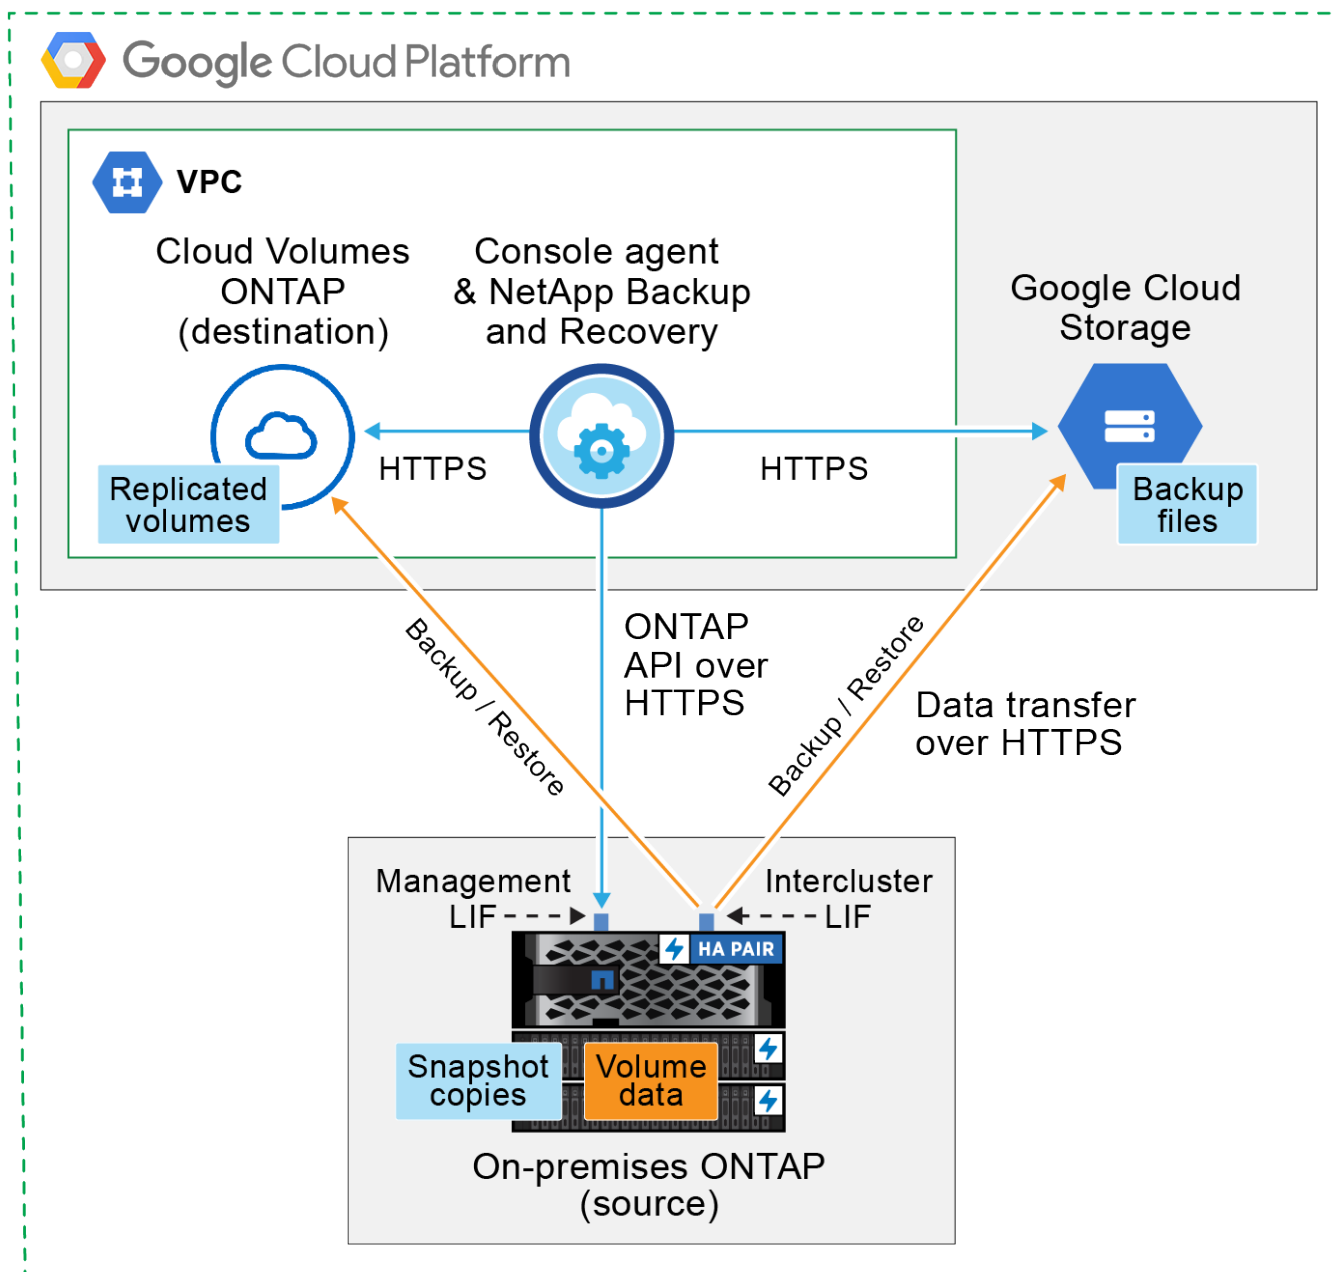 Google Cloud Platform
VPC
Cloud Volumes
ONTAP
(destination)
Console agent
& NetApp Backup
and Recovery
Google Cloud
Storage
HTTPS
HTTPS
Replicated
volumes
Backup
files
Backup / Restore
ONTAP
API over
HTTPS
Backup / Restore
Data transfer
over HTTPS
Management
LIF
Intercluster
LIF
HA PAIR
Snapshot
copies
Volume
data
On-premises ONTAP
(source)